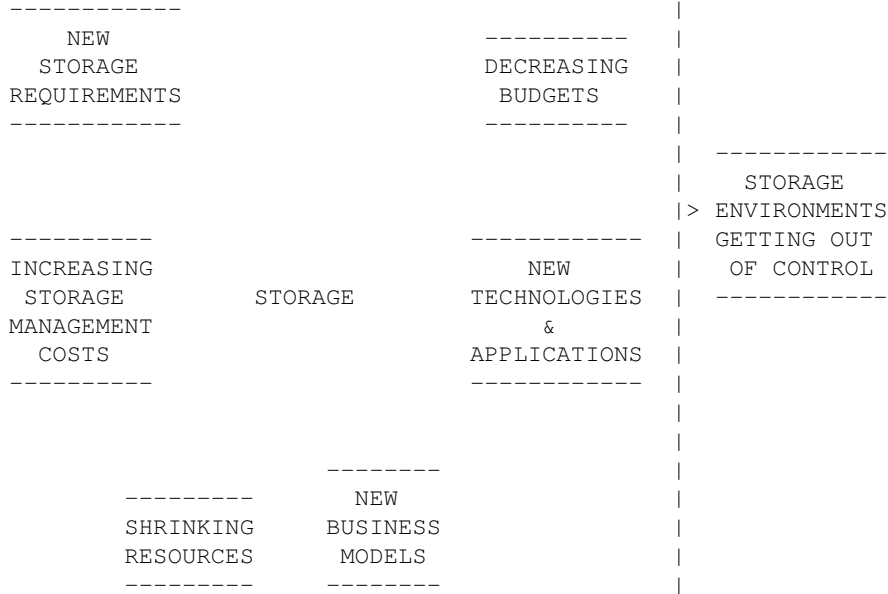 NEW
STORAGE
REQUIREMENTS
DECREASING
BUDGETS
STORAGE
ENVIRONMENTS
GETTING OUT
OF CONTROL
INCREASING
STORAGE
MANAGEMENT
COSTS
STORAGE
NEW
TECHNOLOGIES
&
APPLICATIONS
SHRINKING
RESOURCES
NEW
BUSINESS
MODELS